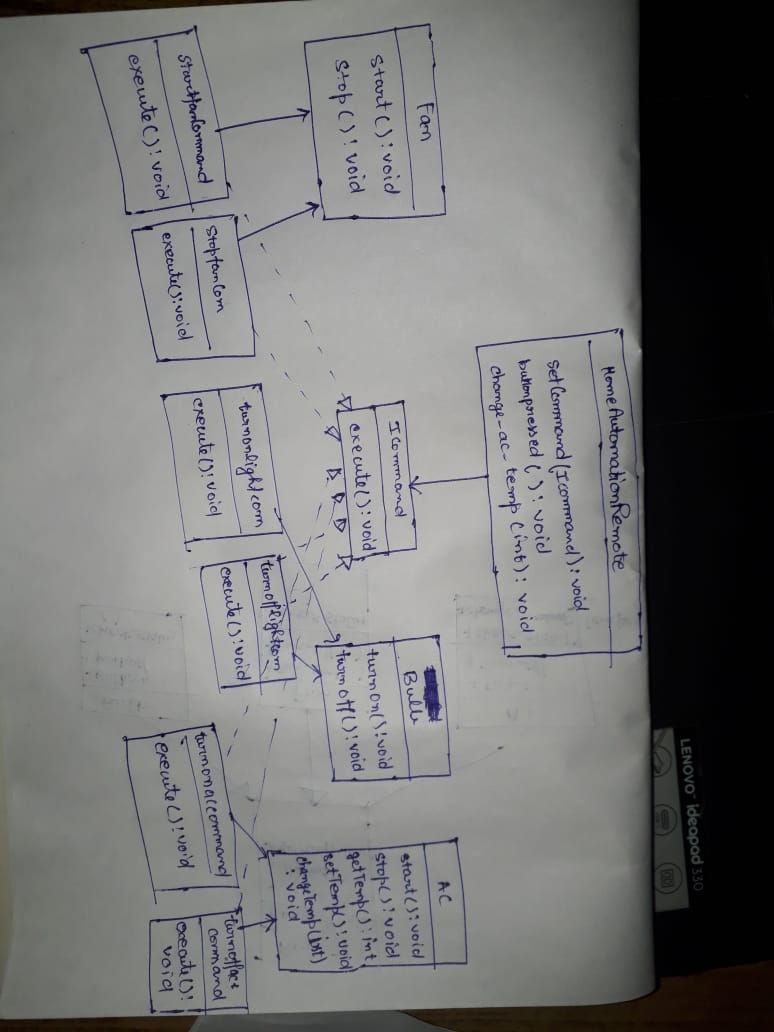 HomeAutomationRemote
setCommand(Icommand): void
buttonpressed(): void
change-ac-temp(int): void
Fan
Start(): void
Stop(): void
ICommand
execute(): void
Bulb
turnon(): void
turnoff(): void
AC
start(): void
stop(): void
getTemp(): int
setTemp(): void
changeTemp(int)
: void
StartfanCommand
execute(): void
Stopfancom
execute(): void
turnonlightcom
execute(): void
turnofflightcom
execute(): void
turnonaccommand
execute(): void
turnoffac
command
execute():
void
LENOVO ideapad 330